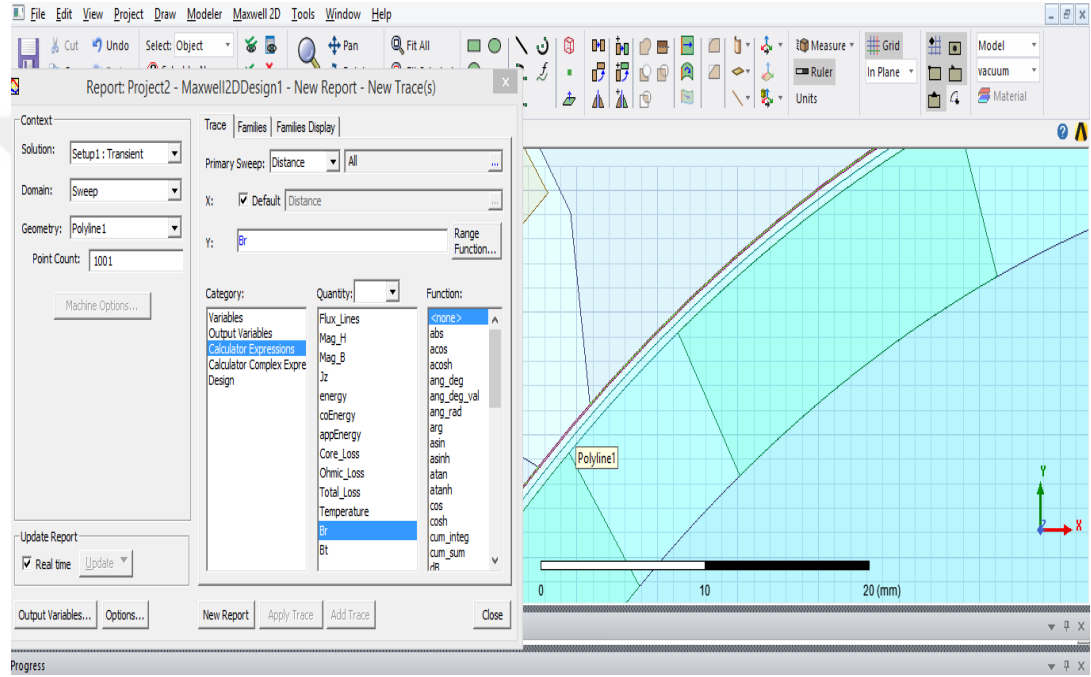 File Edit View Project Draw Modeler Maxwell 2D Tools Window Help
Cut Undo Select: Object Pan Fit All Measure Grid Model
Ruler In Plane vacuum
Units Material
Report: Project2 - Maxwell2DDesign1 - New Report - New Trace(s)
Context
Solution: Setup1 : Transient
Domain: Sweep
Geometry: Polyline1
Point Count: 1001
Machine Options...
Update Report
Real time Update
Output Variables... Options...
Trace Families Families Display
Primary Sweep: Distance All ...
X: Default Distance ...
Y: Br Range Function...
Category:
Variables
Output Variables
Calculator Expressions
Calculator Complex Expre
Design
Quantity:
Flux_Lines
Mag_H
Mag_B
Jz
energy
coEnergy
appEnergy
Core_Loss
Ohmic_Loss
Total_Loss
Temperature
Br
Bt
Function:
<none>
abs
acos
acosh
ang_deg
ang_deg_val
ang_rad
arg
asin
asinh
atan
atanh
cos
cosh
cum_integ
cum_sum
dB
New Report Apply Trace Add Trace Close
Polyline1
Y
X
0 10 20 (mm)
Progress